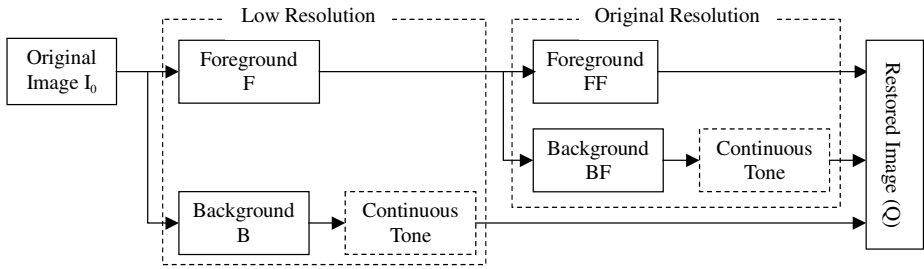 Low Resolution
Original Resolution
Original
Image I₀
Foreground
F
Foreground
FF
Background
BF
Continuous
Tone
Background
B
Continuous
Tone
Restored Image (Q)